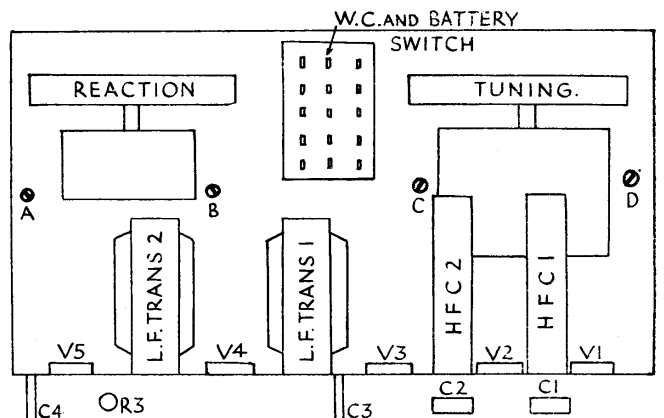 W.C. AND BATTERY
SWITCH
REACTION
TUNING.
A
B
C
D
L.F. TRANS 2
L.F. TRANS 1
HFC 2
HFC 1
V5
V4
V3
V2
V1
C4
R3
C3
C2
C1